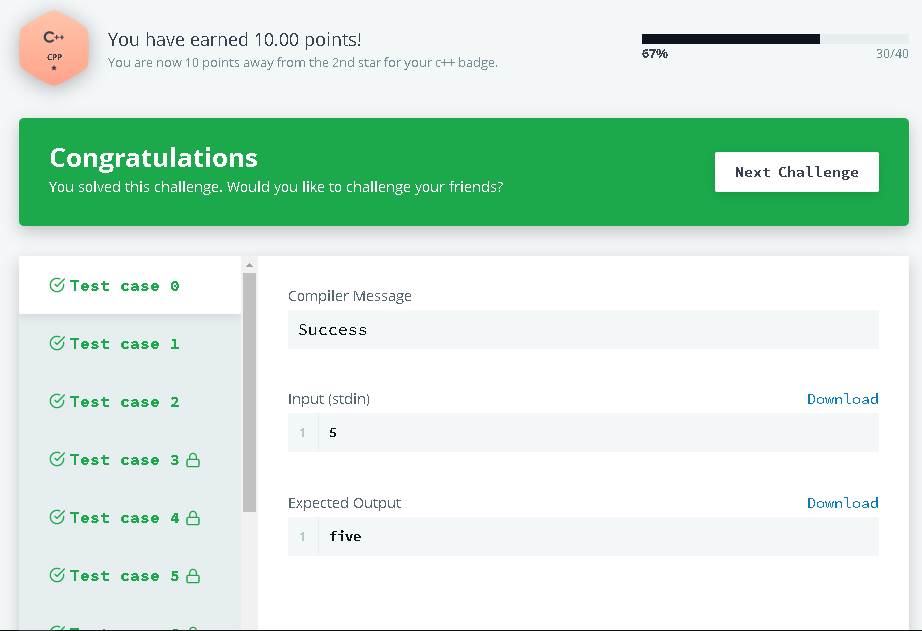 C++
CPP
You have earned 10.00 points!
You are now 10 points away from the 2nd star for your c++ badge.
67%
30/40
Congratulations
You solved this challenge. Would you like to challenge your friends?
Next Challenge
Test case 0
Test case 1
Test case 2
Test case 3
Test case 4
Test case 5
Compiler Message
Success
Input (stdin)
Download
1
5
Expected Output
Download
1
five